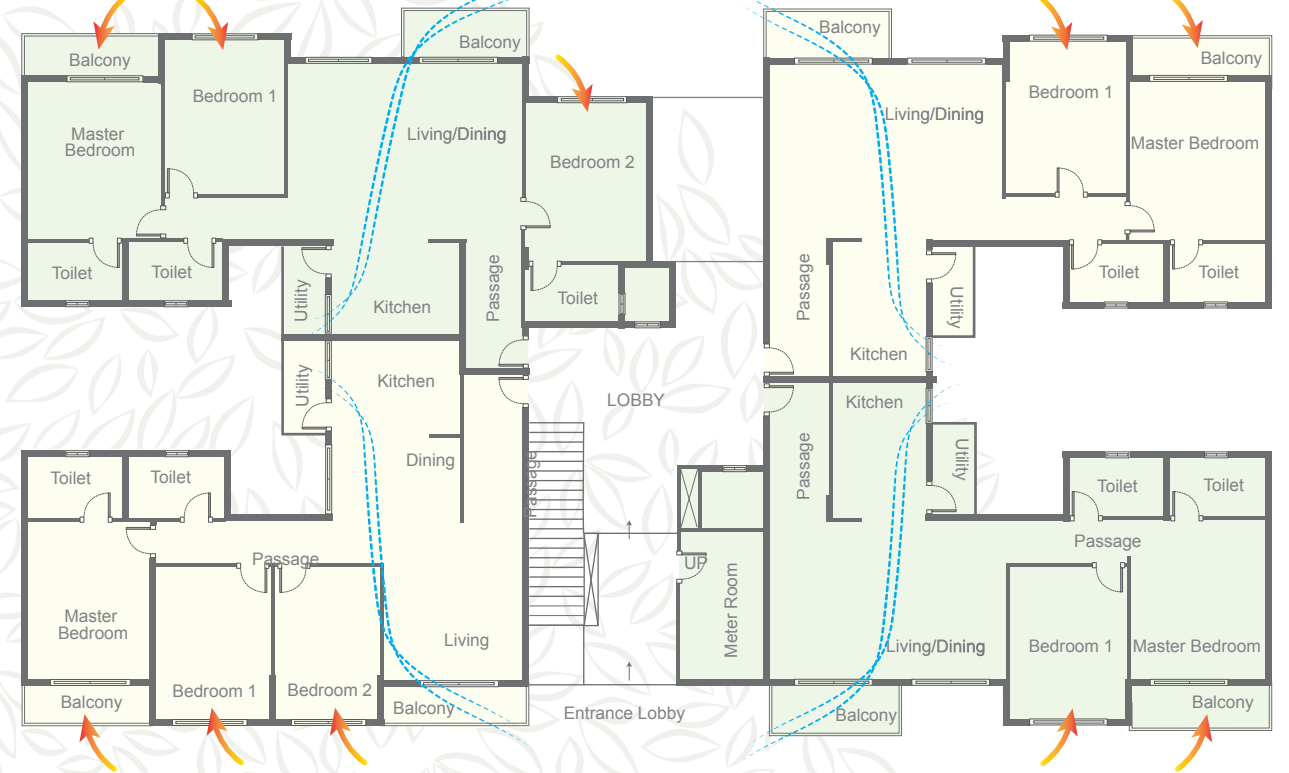 Balcony
Bedroom 1
Master
Bedroom
Toilet
Toilet
Balcony
Living/Dining
Bedroom 2
Utility
Kitchen
Passage
Toilet
Balcony
Living/Dining
Bedroom 1
Balcony
Master Bedroom
Passage
Kitchen
Utility
Toilet
Toilet
LOBBY
Utility
Kitchen
Dining
Passage
Toilet
Toilet
Passage
Master
Bedroom
Bedroom 1
Bedroom 2
Living
Balcony
Balcony
UP
Meter Room
Entrance Lobby
Kitchen
Passage
Utility
Toilet
Toilet
Passage
Living/Dining
Bedroom 1
Master Bedroom
Balcony
Balcony